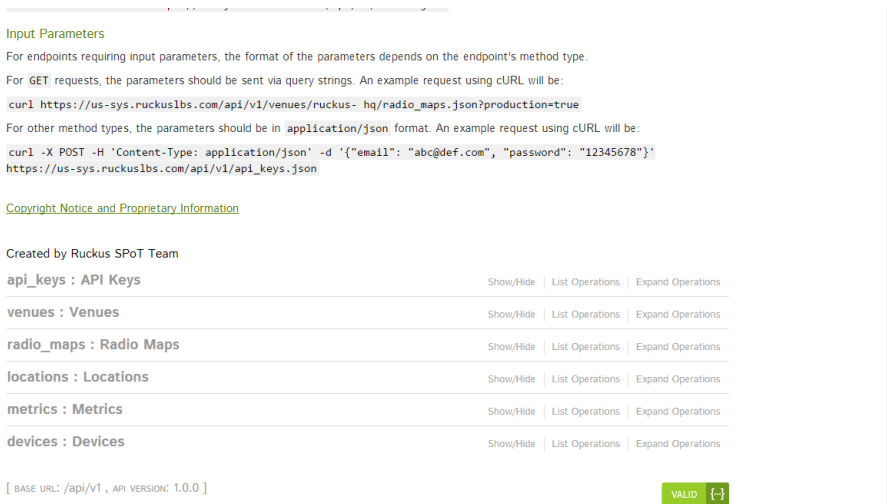 Input Parameters
For endpoints requiring input parameters, the format of the parameters depends on the endpoint's method type.
For GET requests, the parameters should be sent via query strings. An example request using cURL will be:
curl https://us-sys.ruckuslbs.com/api/v1/venues/ruckus- hq/radio_maps.json?production=true
For other method types, the parameters should be in application/json format. An example request using cURL will be:
curl -X POST -H 'Content-Type: application/json' -d '{"email": "abc@def.com", "password": "12345678"}'
https://us-sys.ruckuslbs.com/api/v1/api_keys.json
Copyright Notice and Proprietary Information
Created by Ruckus SPoT Team
api_keys : API Keys Show/Hide List Operations Expand Operations
venues : Venues Show/Hide List Operations Expand Operations
radio_maps : Radio Maps Show/Hide List Operations Expand Operations
locations : Locations Show/Hide List Operations Expand Operations
metrics : Metrics Show/Hide List Operations Expand Operations
devices : Devices Show/Hide List Operations Expand Operations
[ BASE URL: /api/v1 , API VERSION: 1.0.0 ] VALID {··}